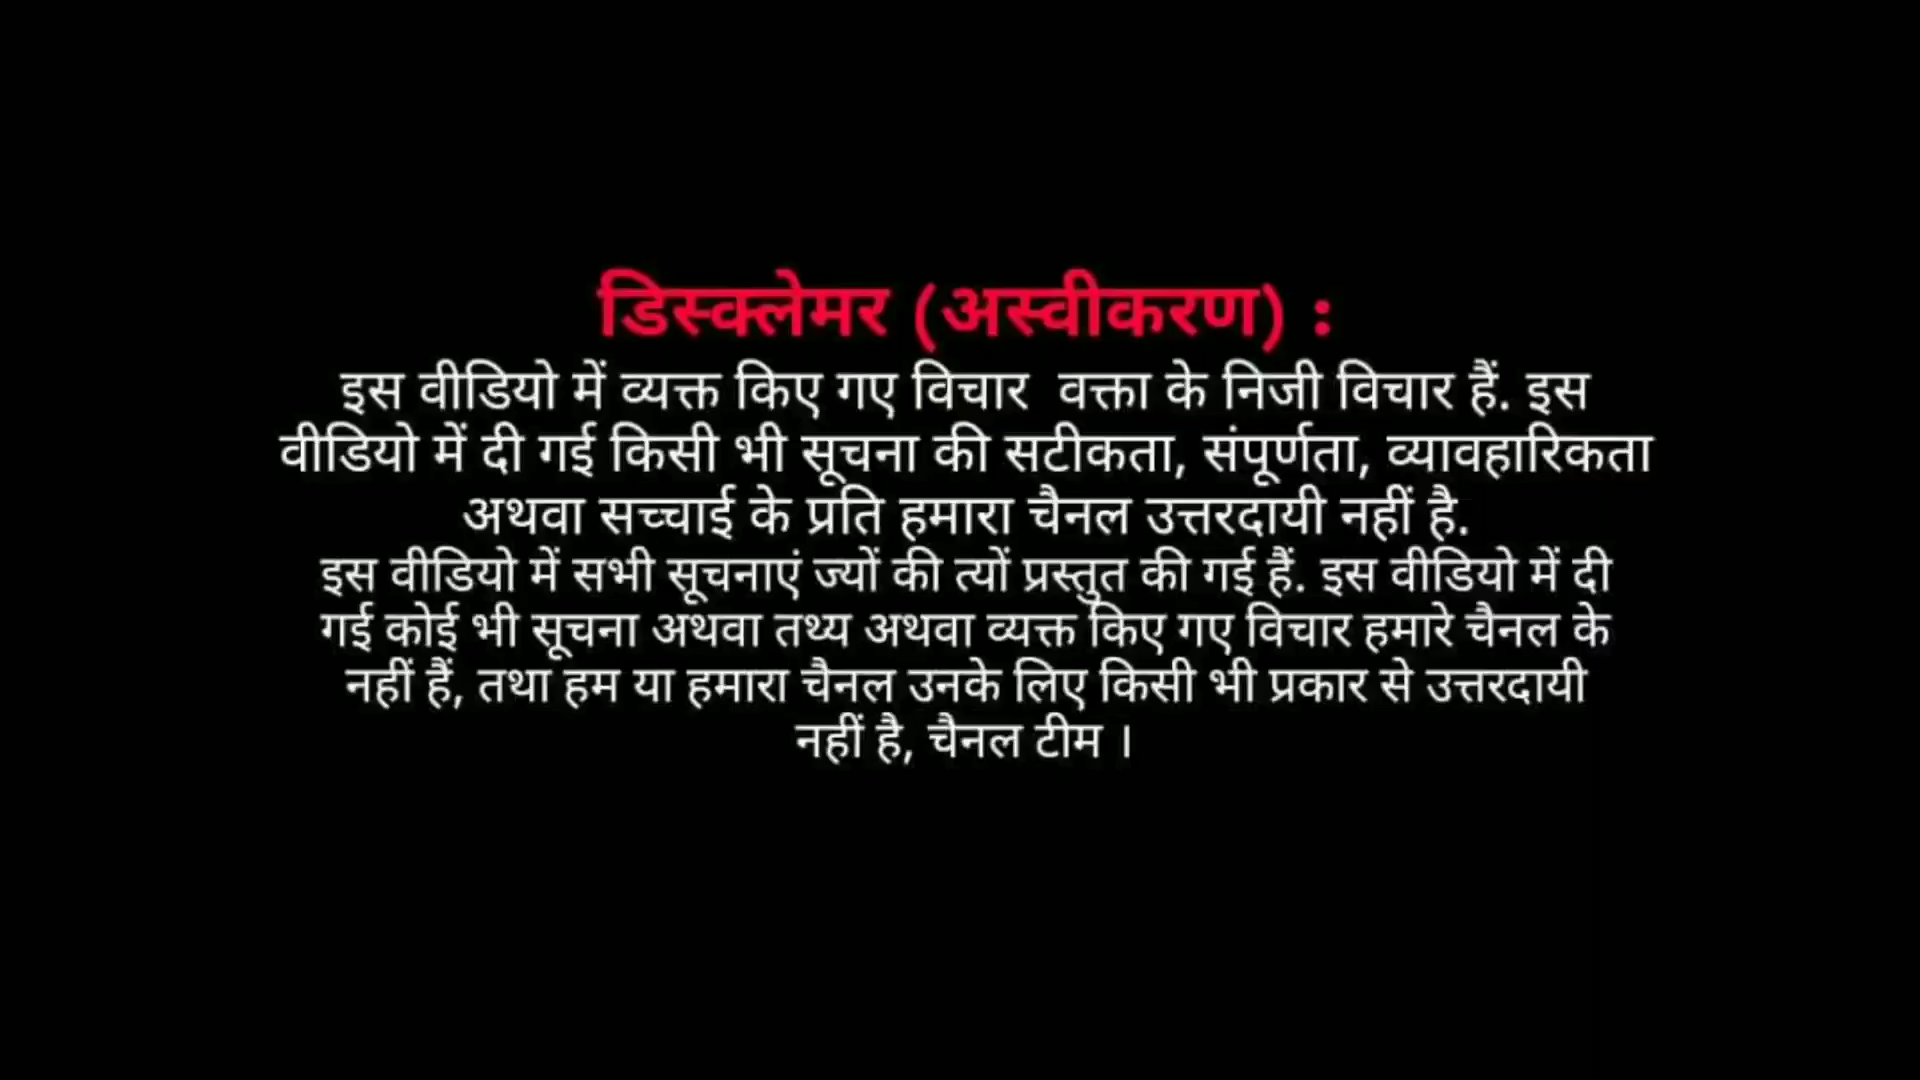 डिस्क्लेमर (अस्वीकरण) :
इस वीडियो में व्यक्त किए गए विचार वक्ता के निजी विचार हैं. इस
वीडियो में दी गई किसी भी सूचना की सटीकता, संपूर्णता, व्यावहारिकता
अथवा सच्चाई के प्रति हमारा चैनल उत्तरदायी नहीं है.
इस वीडियो में सभी सूचनाएं ज्यों की त्यों प्रस्तुत की गई हैं. इस वीडियो में दी
गई कोई भी सूचना अथवा तथ्य अथवा व्यक्त किए गए विचार हमारे चैनल के
नहीं हैं, तथा हम या हमारा चैनल उनके लिए किसी भी प्रकार से उत्तरदायी
नहीं है, चैनल टीम ।